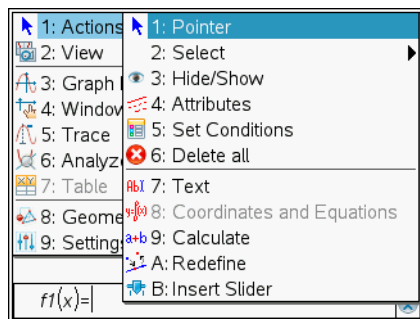 1: Actions
2: View
3: Graph
4: Window
5: Trace
6: Analyze
7: Table
8: Geome
9: Settings
1: Pointer
2: Select
3: Hide/Show
4: Attributes
5: Set Conditions
6: Delete all
AbI 7: Text
y=f(x) 8: Coordinates and Equations
a+b 9: Calculate
A: Redefine
B: Insert Slider
f1(x)=